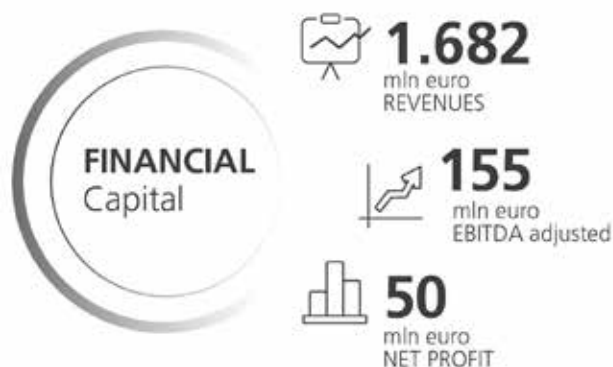 FINANCIAL
Capital
1.682
mln euro
REVENUES
155
mln euro
EBITDA adjusted
50
mln euro
NET PROFIT